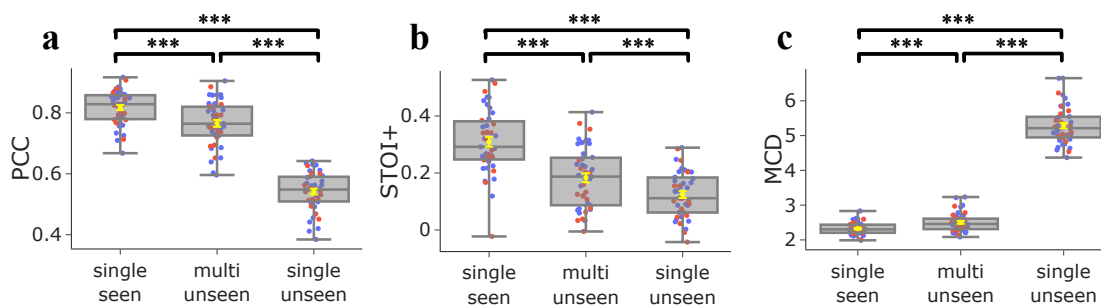 ***
a
***
***
PCC
0.8
0.6
0.4
single
seen
multi
unseen
single
unseen
***
b
***
***
STOI+
0.4
0.2
0
single
seen
multi
unseen
single
unseen
***
c
***
***
MCD
6
5
4
3
2
single
seen
multi
unseen
single
unseen